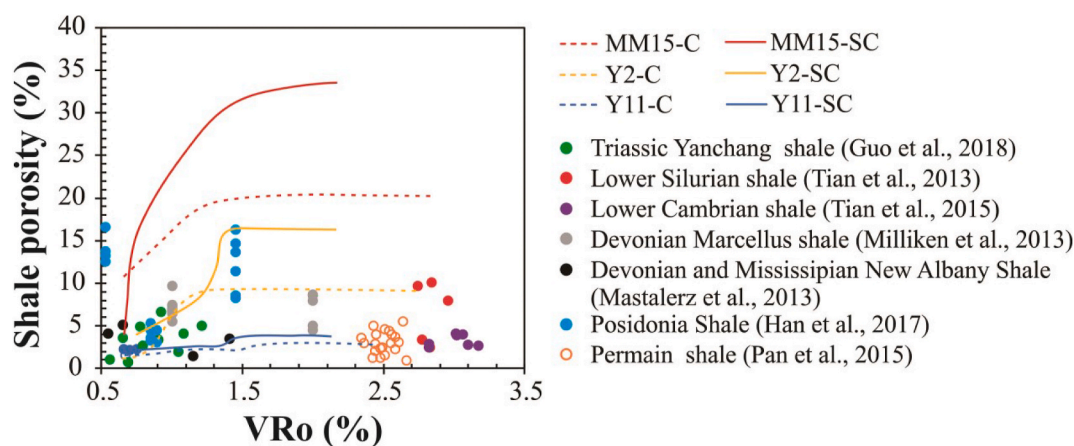 40
35
30
25
20
15
10
5
0
Shale porosity (%)
0.5 1.5 2.5 3.5
VRo (%)
MM15-C MM15-SC
Y2-C Y2-SC
Y11-C Y11-SC
Triassic Yanchang shale (Guo et al., 2018)
Lower Silurian shale (Tian et al., 2013)
Lower Cambrian shale (Tian et al., 2015)
Devonian Marcellus shale (Milliken et al., 2013)
Devonian and Mississipian New Albany Shale
(Mastalerz et al., 2013)
Posidonia Shale (Han et al., 2017)
Permain shale (Pan et al., 2015)